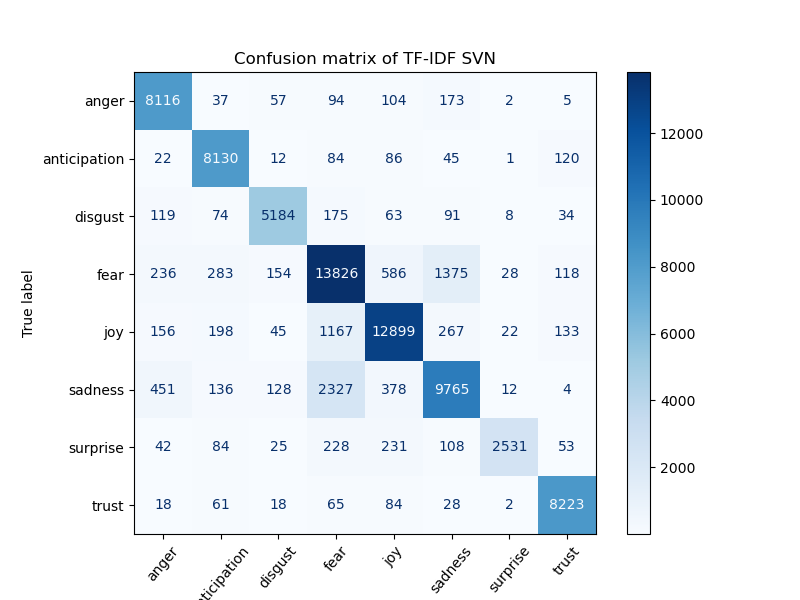 Confusion matrix of TF-IDF SVN
True label
anger 8116 37 57 94 104 173 2 5
anticipation 22 8130 12 84 86 45 1 120
disgust 119 74 5184 175 63 91 8 34
fear 236 283 154 13826 586 1375 28 118
joy 156 198 45 1167 12899 267 22 133
sadness 451 136 128 2327 378 9765 12 4
surprise 42 84 25 228 231 108 2531 53
trust 18 61 18 65 84 28 2 8223
anger ticipation disgust fear joy sadness surprise trust
12000
10000
8000
6000
4000
2000